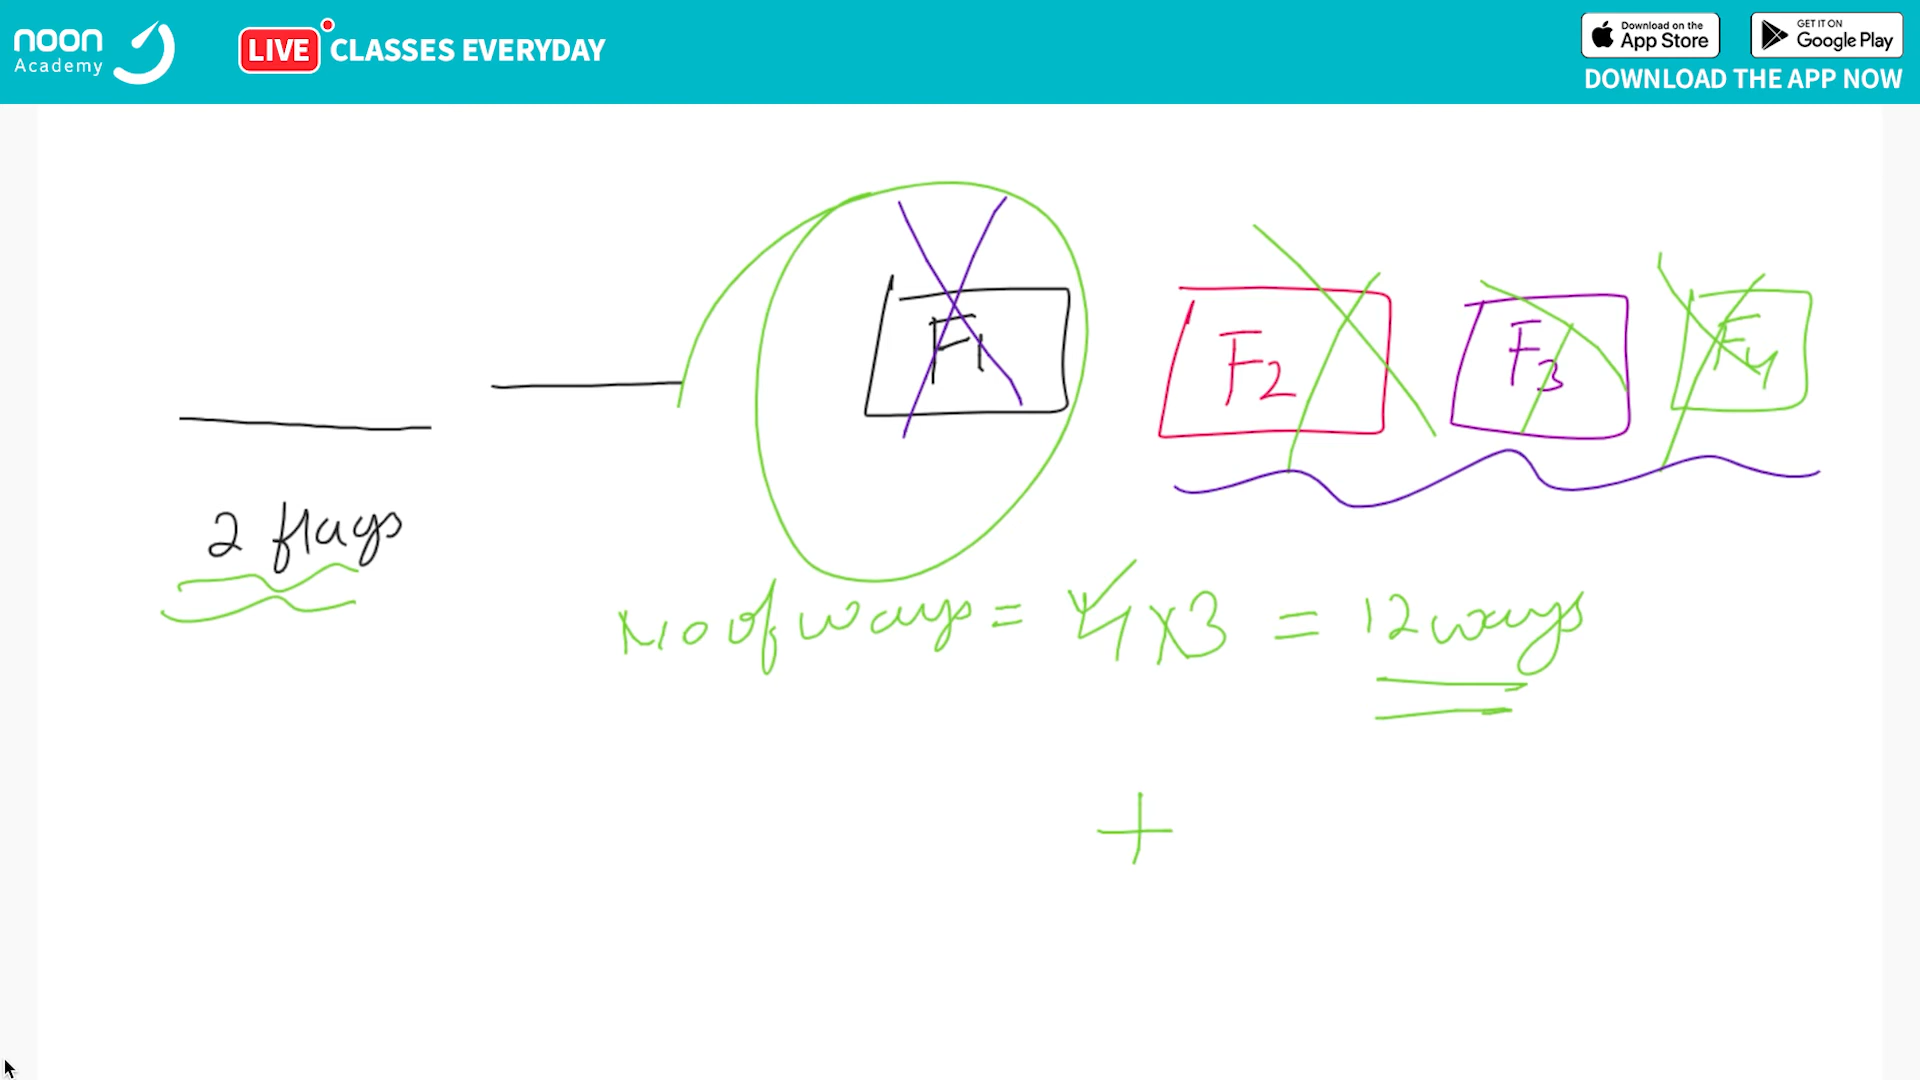 noon
Academy
LIVE CLASSES EVERYDAY
Download on the
App Store
GET IT ON
Google Play
DOWNLOAD THE APP NOW
F1 F2 F3 F4
2 flags
No of ways = 4 x 3 = 12 ways
+